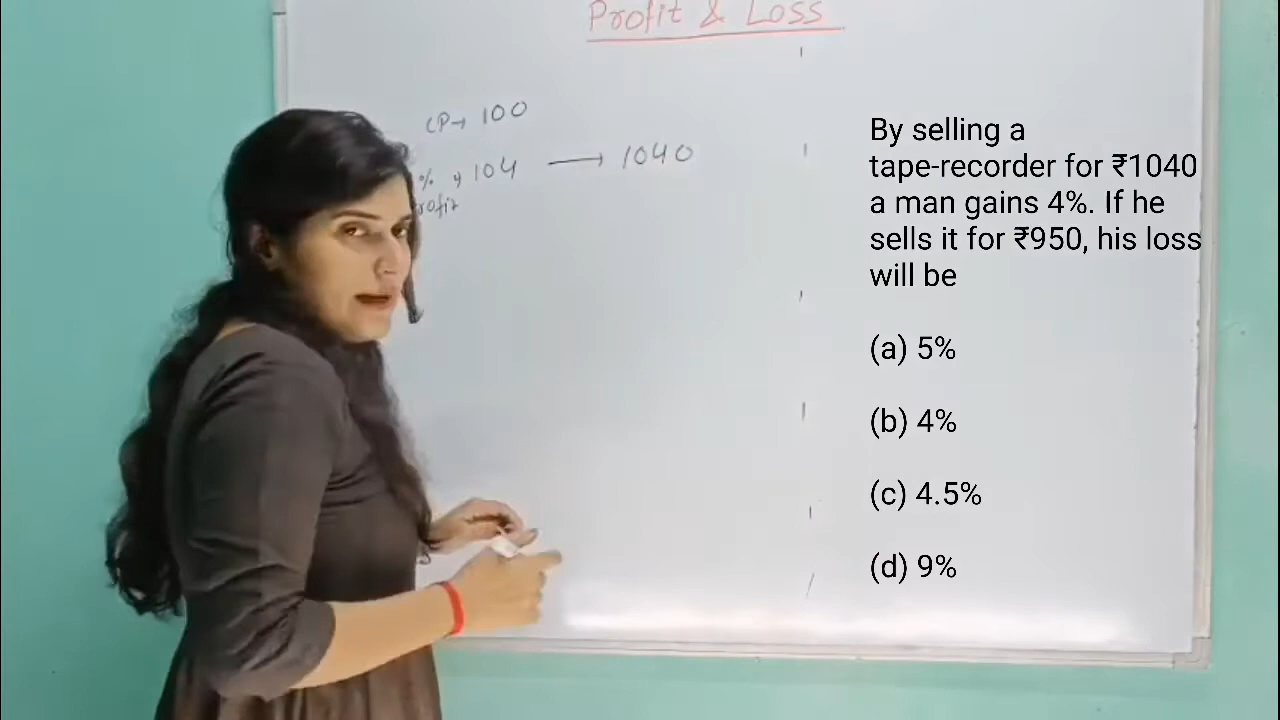 Profit & Loss
CP→ 100
% → 104 → 1040
rofit
By selling a
tape-recorder for ₹1040
a man gains 4%. If he
sells it for ₹950, his loss
will be
(a) 5%
(b) 4%
(c) 4.5%
(d) 9%